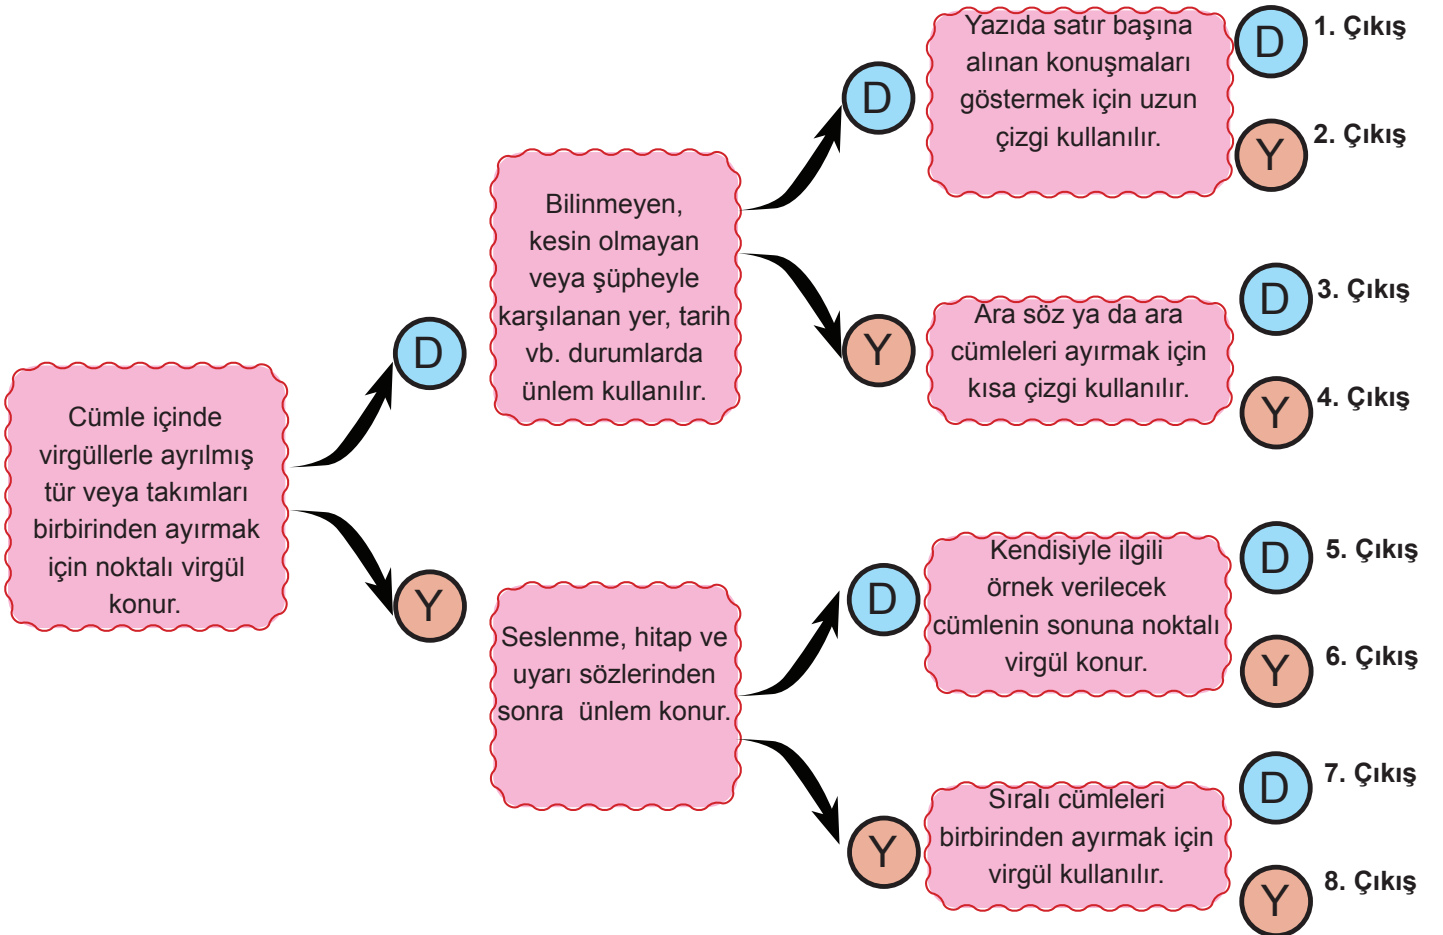 Cümle içinde
virgüllerle ayrılmış
tür veya takımları
birbirinden ayırmak
için noktalı virgül
konur.
D
Y
Bilinmeyen,
kesin olmayan
veya şüpheyle
karşılanan yer, tarih
vb. durumlarda
ünlem kullanılır.
Seslenme, hitap ve
uyarı sözlerinden
sonra ünlem konur.
D
Y
D
Y
Yazıda satır başına
alınan konuşmaları
göstermek için uzun
çizgi kullanılır.
Ara söz ya da ara
cümleleri ayırmak için
kısa çizgi kullanılır.
Kendisiyle ilgili
örnek verilecek
cümlenin sonuna noktalı
virgül konur.
Sıralı cümleleri
birbirinden ayırmak için
virgül kullanılır.
D 1. Çıkış
Y 2. Çıkış
D 3. Çıkış
Y 4. Çıkış
D 5. Çıkış
Y 6. Çıkış
D 7. Çıkış
Y 8. Çıkış